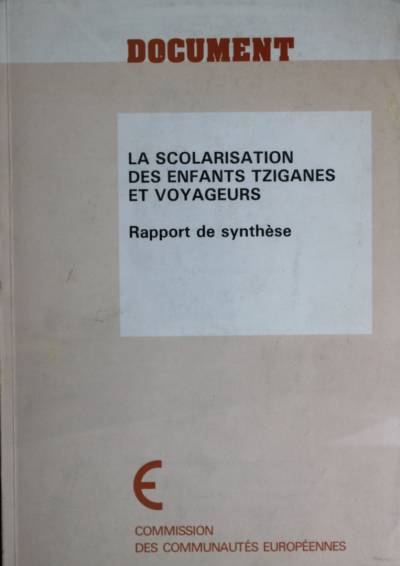 DOCUMENT
LA SCOLARISATION
DES ENFANTS TZIGANES
ET VOYAGEURS
Rapport de synthèse
COMMISSION
DES COMMUNAUTÉS EUROPÉENNES